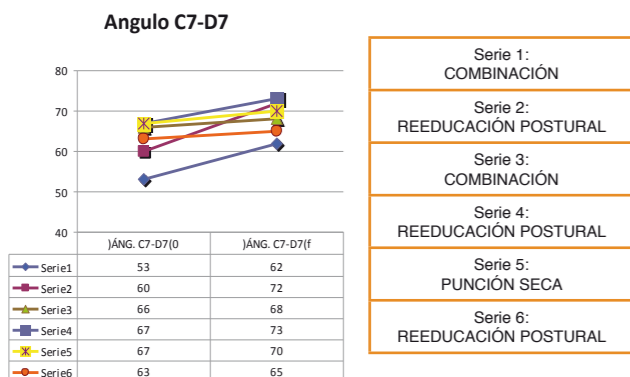 Angulo C7-D7
80
70
60
50
40
)ÁNG. C7-D7(0 )ÁNG. C7-D7(f
Serie1 53 62
Serie2 60 72
Serie3 66 68
Serie4 67 73
Serie5 67 70
Serie6 63 65
Serie 1:
COMBINACIÓN
Serie 2:
REEDUCACIÓN POSTURAL
Serie 3:
COMBINACIÓN
Serie 4:
REEDUCACIÓN POSTURAL
Serie 5:
PUNCIÓN SECA
Serie 6:
REEDUCACIÓN POSTURAL